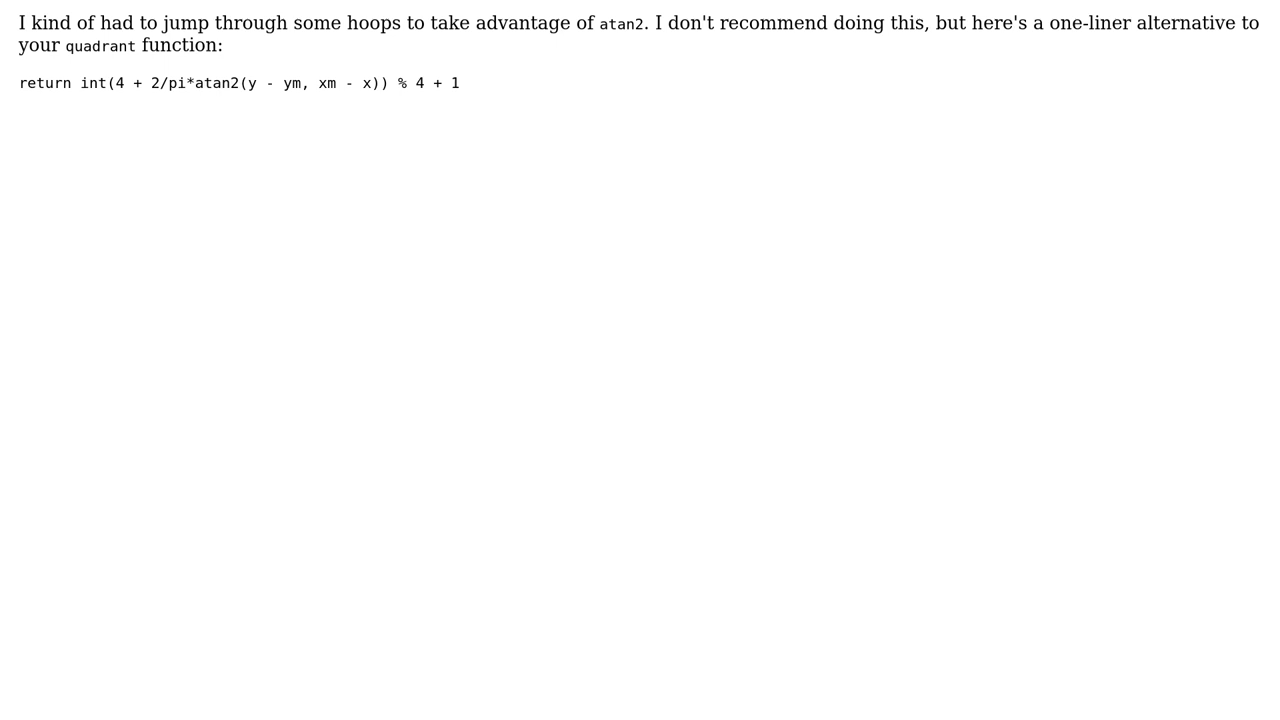 I kind of had to jump through some hoops to take advantage of atan2. I don't recommend doing this, but here's a one-liner alternative to
your quadrant function:
return int(4 + 2/pi*atan2(y - ym, xm - x)) % 4 + 1